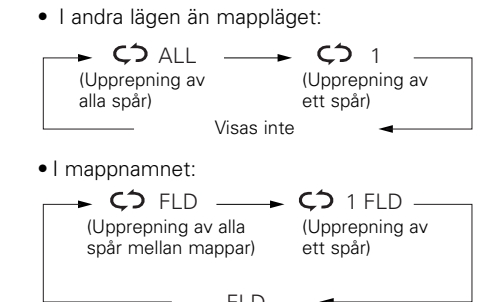 • I andra lägen än mappläget:
ALL 1
(Upprepning av alla spår) (Upprepning av ett spår)
Visas inte
• I mappnamnet:
FLD 1 FLD
(Upprepning av alla spår mellan mappar) (Upprepning av ett spår)
FLD